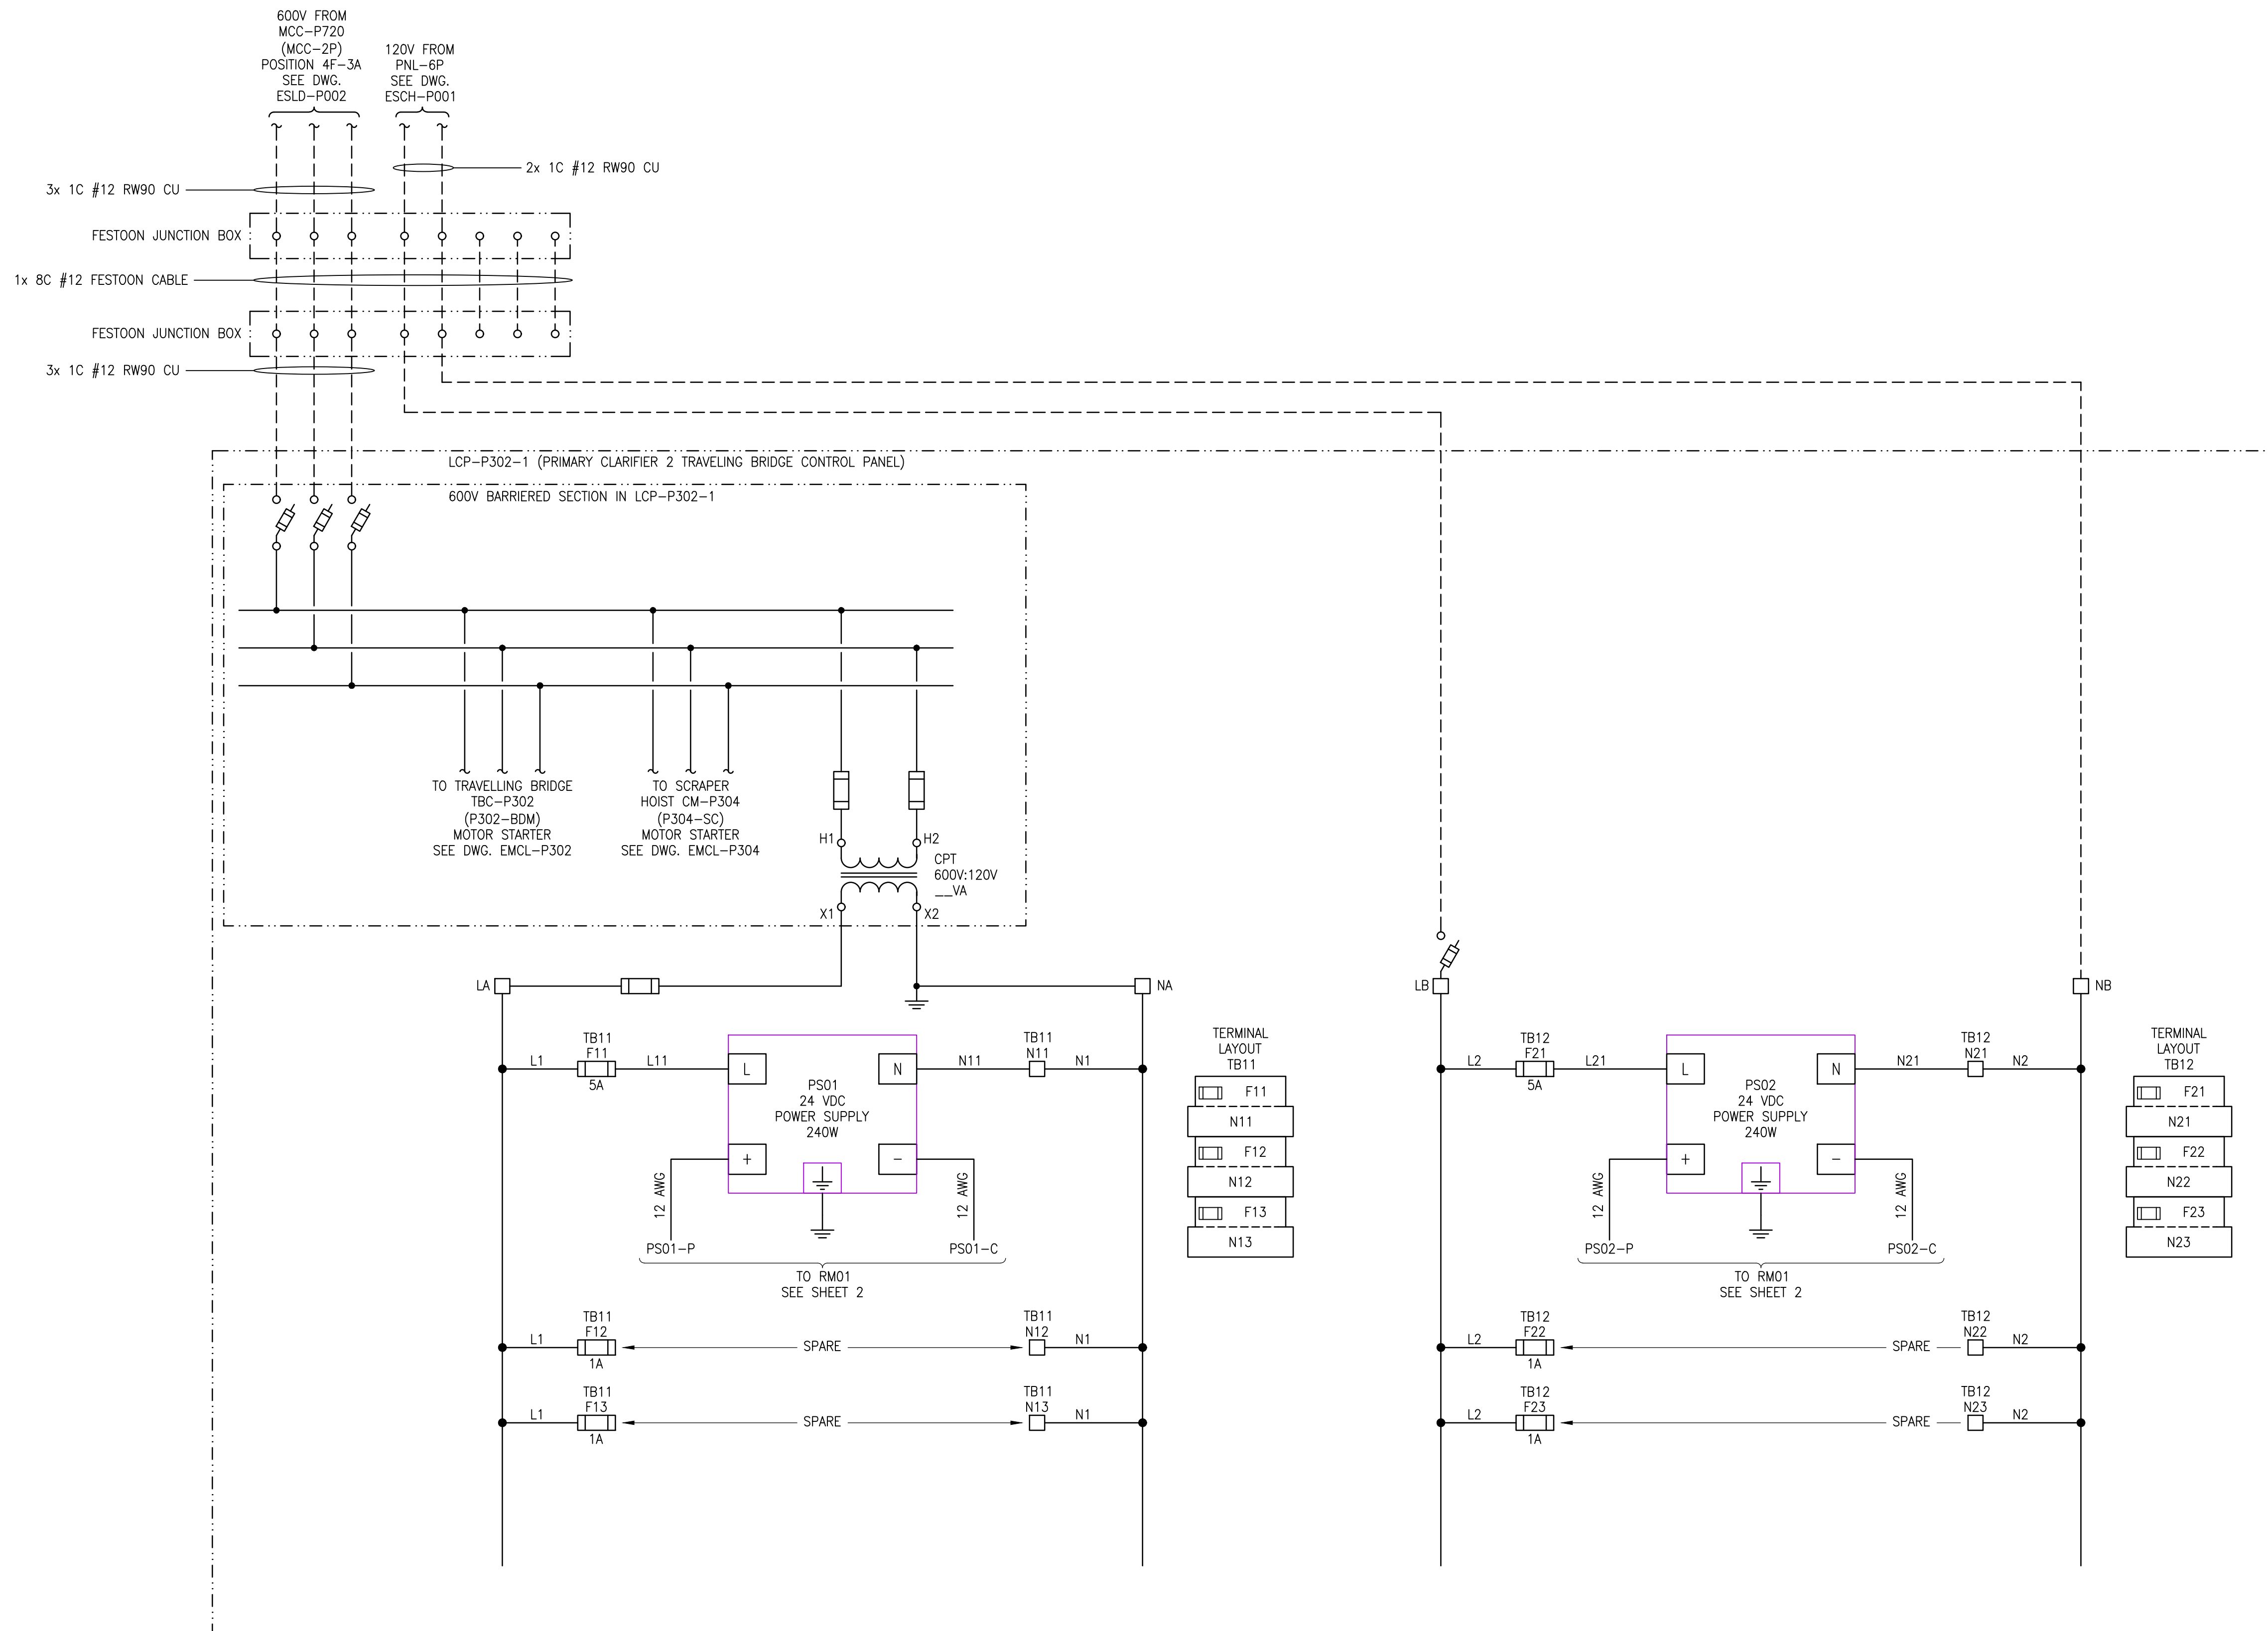 600V FROM
MCC-P720
(MCC-2P)
POSITION 4F-3A
SEE DWG.
ESLD-P002
120V FROM
PNL-6P
SEE DWG.
ESCH-P001
2x 1C #12 RW90 CU
3x 1C #12 RW90 CU
FESTOON JUNCTION BOX
1x 8C #12 FESTOON CABLE
FESTOON JUNCTION BOX
3x 1C #12 RW90 CU
LCP-P302-1 (PRIMARY CLARIFIER 2 TRAVELING BRIDGE CONTROL PANEL)
600V BARRIERED SECTION IN LCP-P302-1
TO TRAVELLING BRIDGE
TBC-P302
(P302-BDM)
MOTOR STARTER
SEE DWG. EMCL-P302
TO SCRAPER
HOIST CM-P304
(P304-SC)
MOTOR STARTER
SEE DWG. EMCL-P304
H1
H2
CPT
600V:120V
__VA
X1
X2
LA
NA
LB
NB
L1
TB11
F11
5A
L11
L
N
PS01
24 VDC
POWER SUPPLY
240W
+
-
N11
TB11
N11
N1
12 AWG
12 AWG
PS01-P
PS01-C
TO RM01
SEE SHEET 2
TERMINAL
LAYOUT
TB11
F11
N11
F12
N12
F13
N13
L1
TB11
F12
1A
SPARE
TB11
N12
N1
L1
TB11
F13
1A
SPARE
TB11
N13
N1
L2
TB12
F21
5A
L21
L
N
PS02
24 VDC
POWER SUPPLY
240W
+
-
N21
TB12
N21
N2
12 AWG
12 AWG
PS02-P
PS02-C
TO RM01
SEE SHEET 2
TERMINAL
LAYOUT
TB12
F21
N21
F22
N22
F23
N23
L2
TB12
F22
1A
SPARE
TB12
N22
N2
L2
TB12
F23
1A
SPARE
TB12
N23
N2